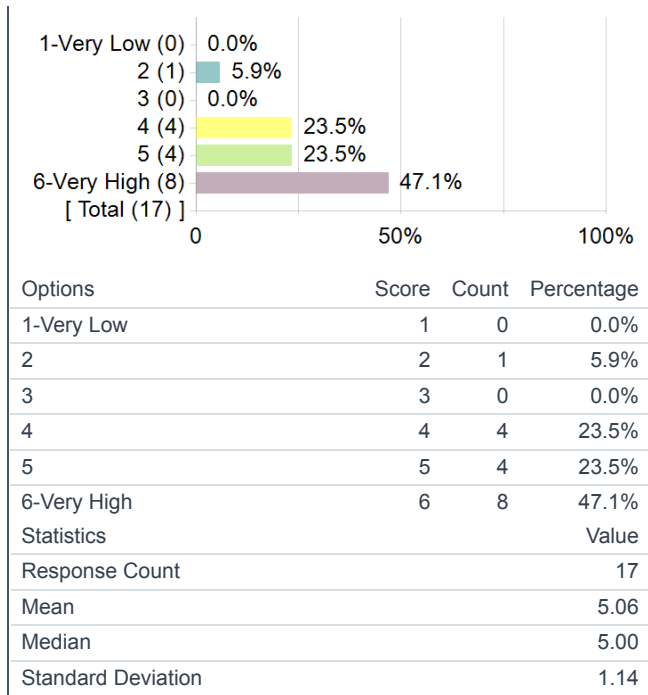 1-Very Low (0) 0.0%
2 (1) 5.9%
3 (0) 0.0%
4 (4) 23.5%
5 (4) 23.5%
6-Very High (8) 47.1%
[ Total (17) ]
0 50% 100%
Options Score Count Percentage
1-Very Low 1 0 0.0%
2 2 1 5.9%
3 3 0 0.0%
4 4 4 23.5%
5 5 4 23.5%
6-Very High 6 8 47.1%
Statistics Value
Response Count 17
Mean 5.06
Median 5.00
Standard Deviation 1.14